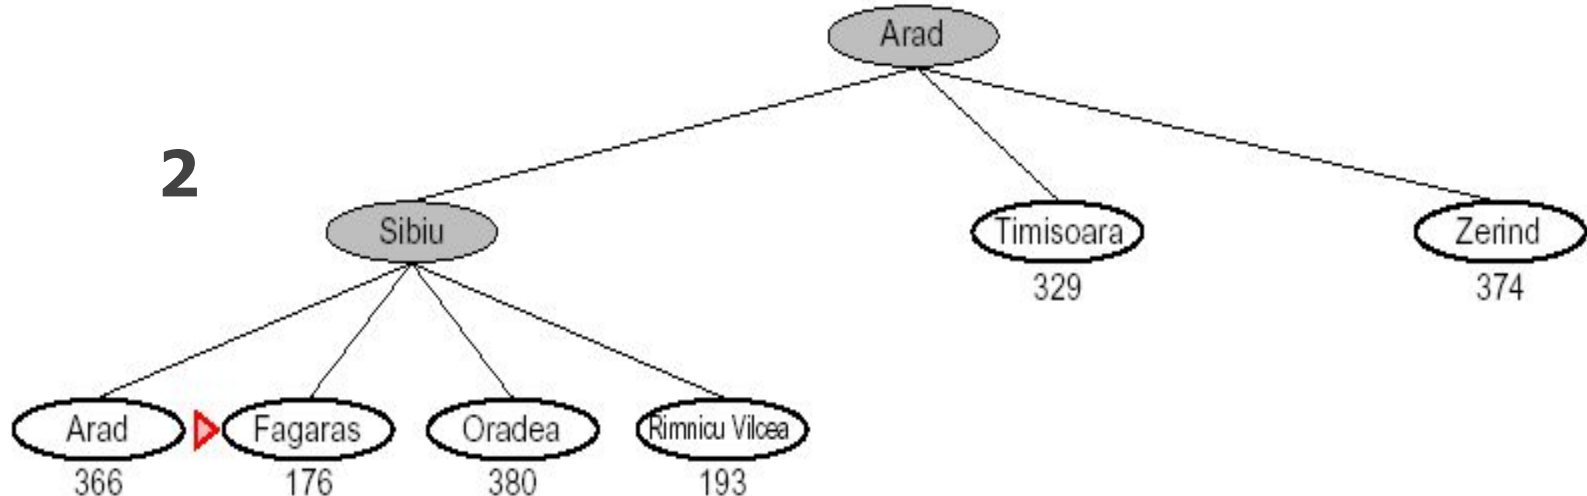 Arad
2
Sibiu
Timisoara
Zerind
329
374
Arad
Fagaras
Oradea
Rimnicu Vilcea
366
176
380
193